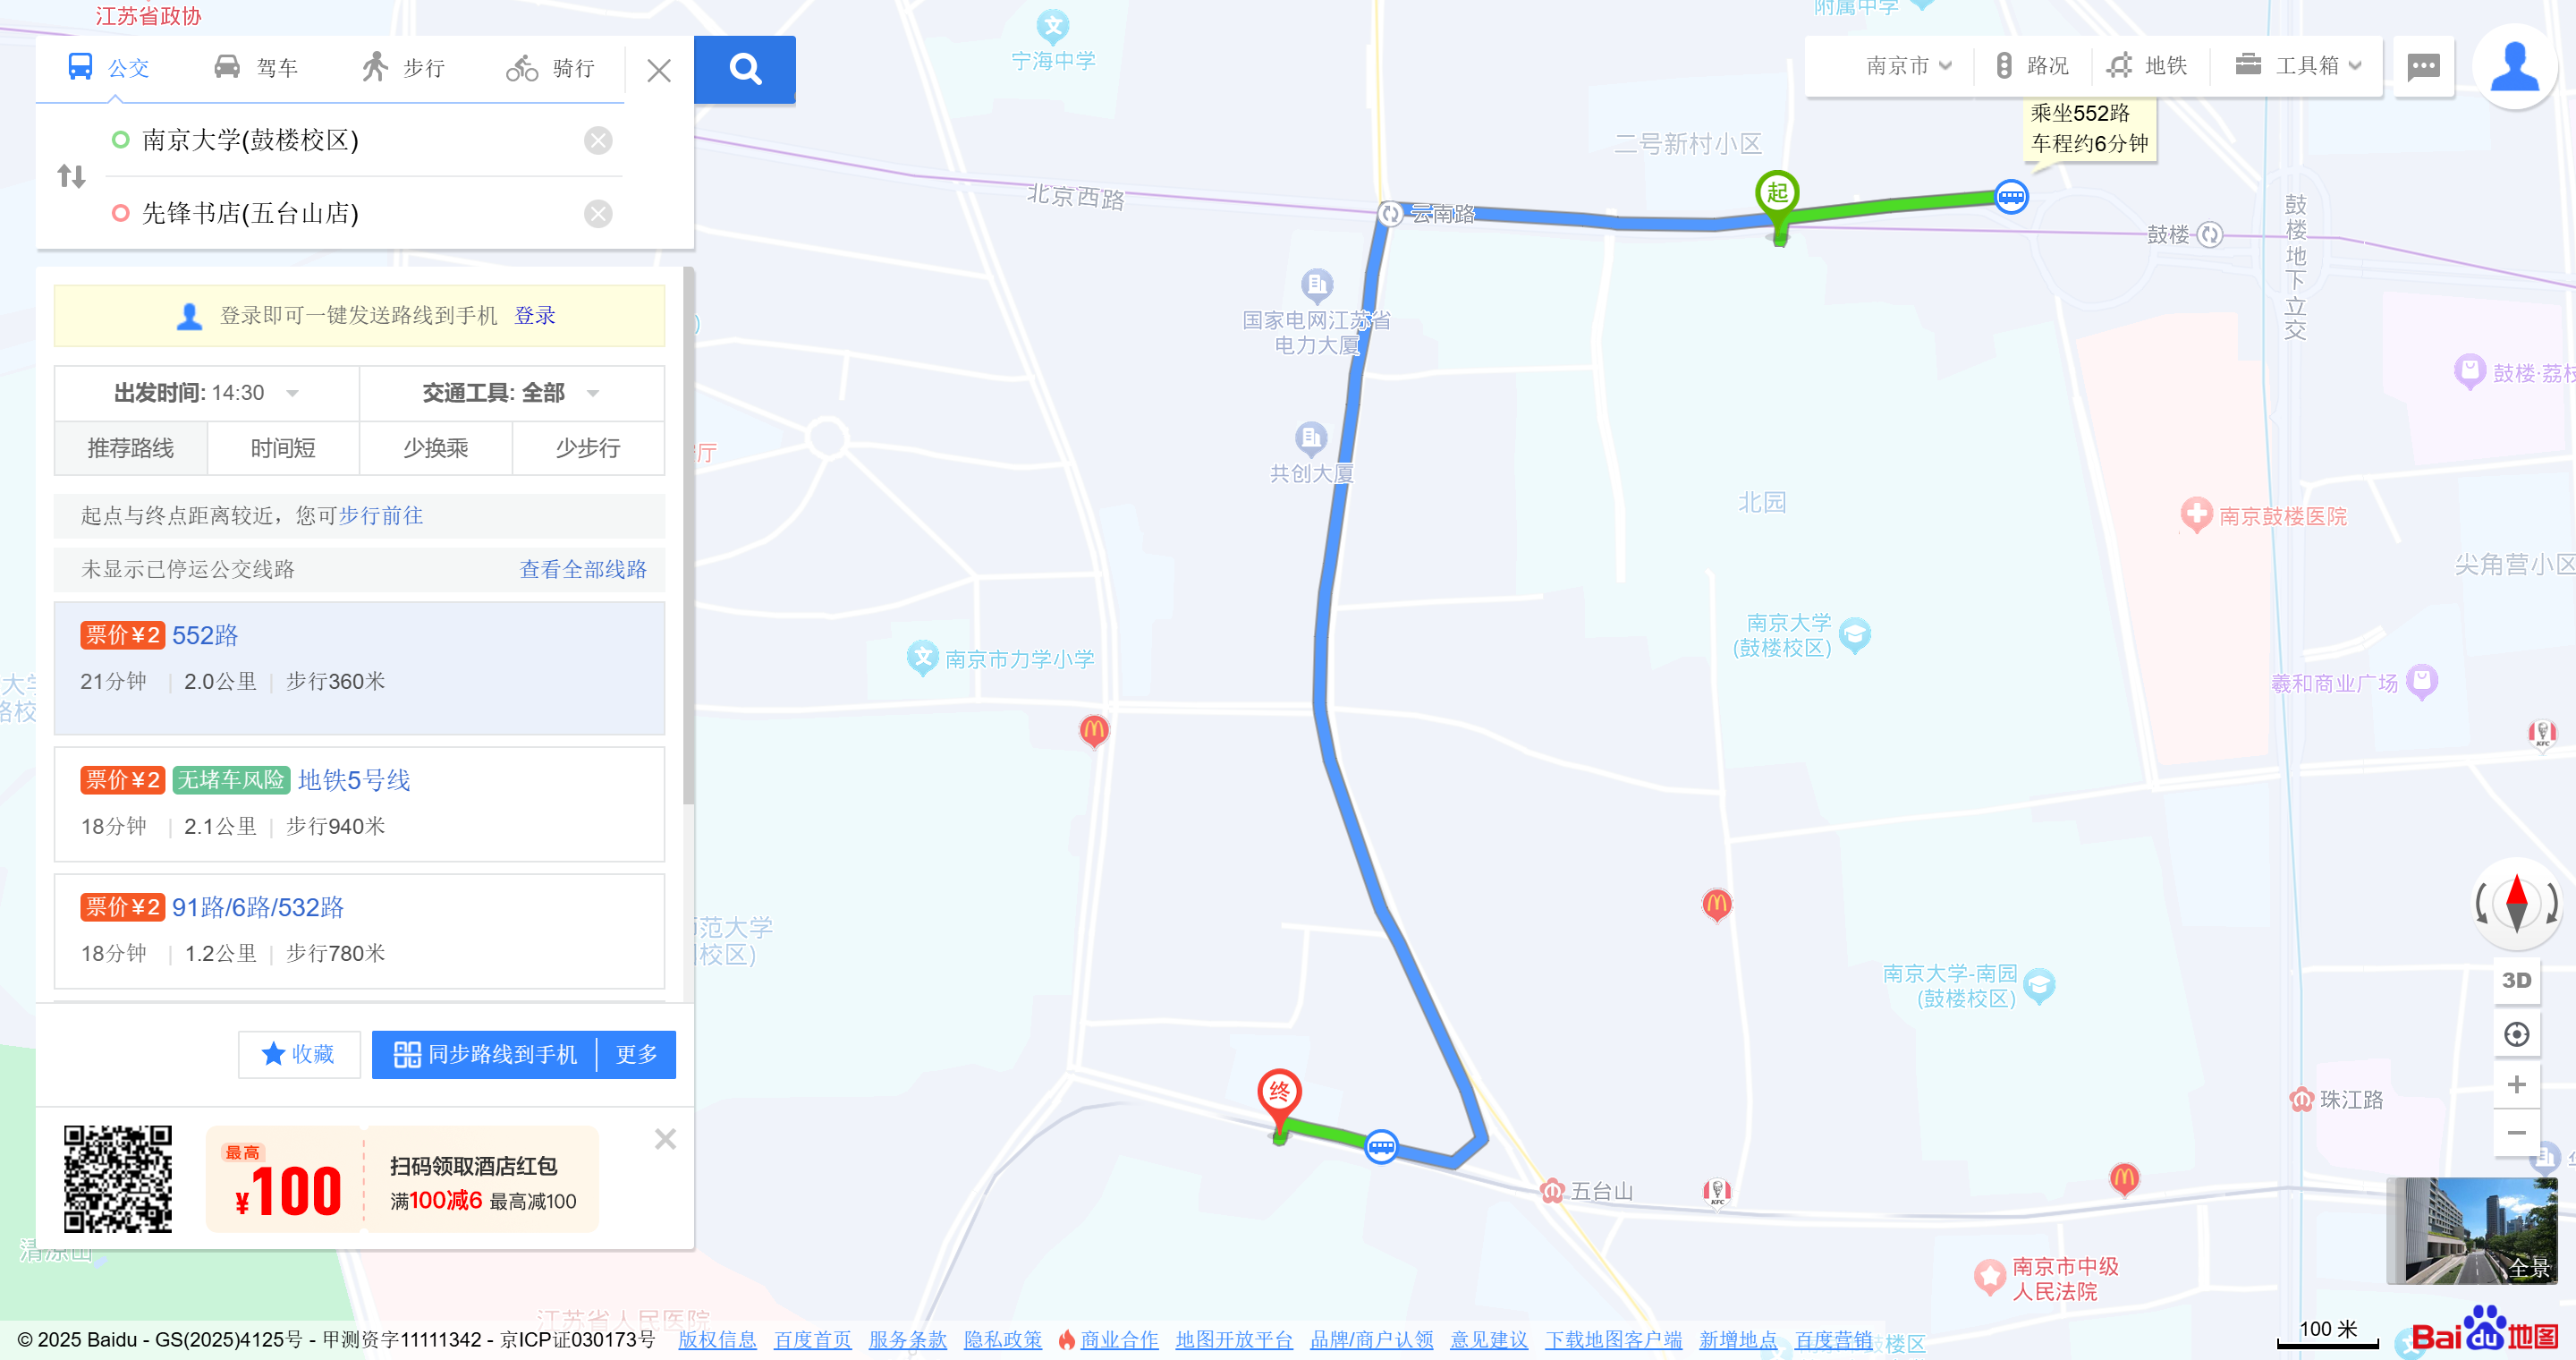 江苏省政协
公交
驾车
步行
骑行
南京大学(鼓楼校区)
先锋书店(五台山店)
登录即可一键发送路线到手机 登录
出发时间: 14:30
交通工具: 全部
推荐路线
时间短
少换乘
少步行
起点与终点距离较近，您可步行前往
未显示已停运公交线路
查看全部线路
票价¥2 552路
21分钟 | 2.0公里 | 步行360米
票价¥2 无堵车风险 地铁5号线
18分钟 | 2.1公里 | 步行940米
票价¥2 91路/6路/532路
18分钟 | 1.2公里 | 步行780米
收藏
同步路线到手机
更多
最高
¥100
扫码领取酒店红包
满100减6 最高减100
南京市
路况
地铁
工具箱
乘坐552路
车程约6分钟
附属中学
宁海中学
二号新村小区
北京西路
云南路
起
鼓楼
鼓楼地下立交
国家电网江苏省
电力大厦
共创大厦
北园
南京鼓楼医院
尖角营小区
南京大学
(鼓楼校区)
南京市力学小学
羲和商业广场
KFC
南京大学-南园
(鼓楼校区)
范大学
校区)
厅
终
五台山
KFC
珠江路
南京市中级
人民法院
江苏省人民医院
清凉山
3D
全景
100 米
Bai du 地图
© 2025 Baidu - GS(2025)4125号 - 甲测资字11111342 - 京ICP证030173号
版权信息
百度首页
服务条款
隐私政策
商业合作
地图开放平台
品牌/商户认领
意见建议
下载地图客户端
新增地点
百度营销